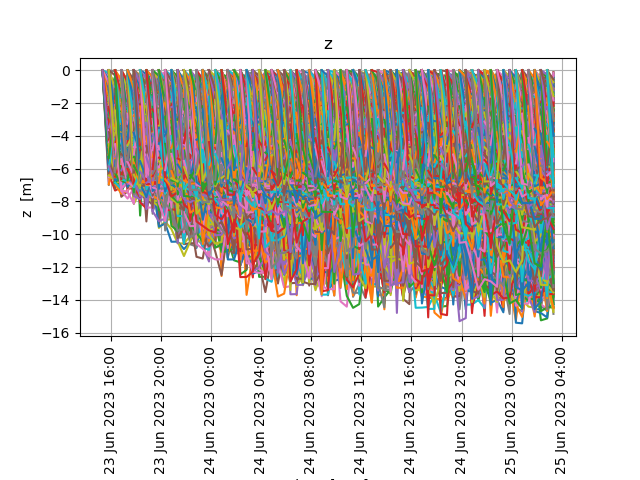 z
0
−2
−4
−6
−8
−10
−12
−14
−16
z [m]
23 Jun 2023 16:00
23 Jun 2023 20:00
24 Jun 2023 00:00
24 Jun 2023 04:00
24 Jun 2023 08:00
24 Jun 2023 12:00
24 Jun 2023 16:00
24 Jun 2023 20:00
25 Jun 2023 00:00
25 Jun 2023 04:00